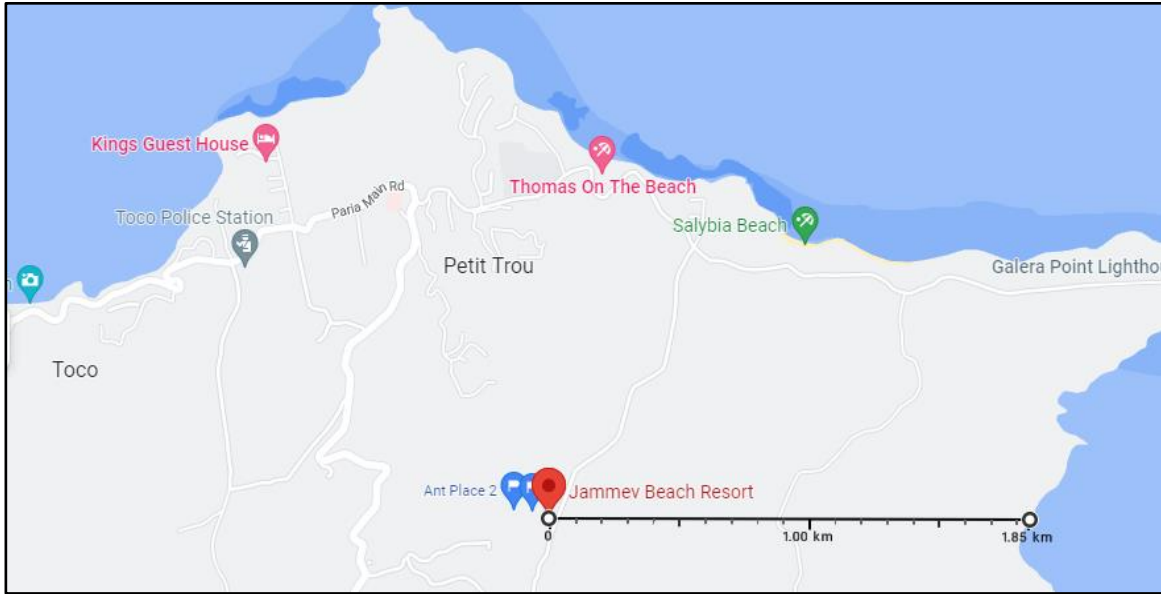 Kings Guest House
Paria Main Rd
Thomas On The Beach
Toco Police Station
Salybia Beach
Petit Trou
Galera Point
Toco
Ant Place 2
Jammev Beach Resort
0
1.00 km
1.85 km